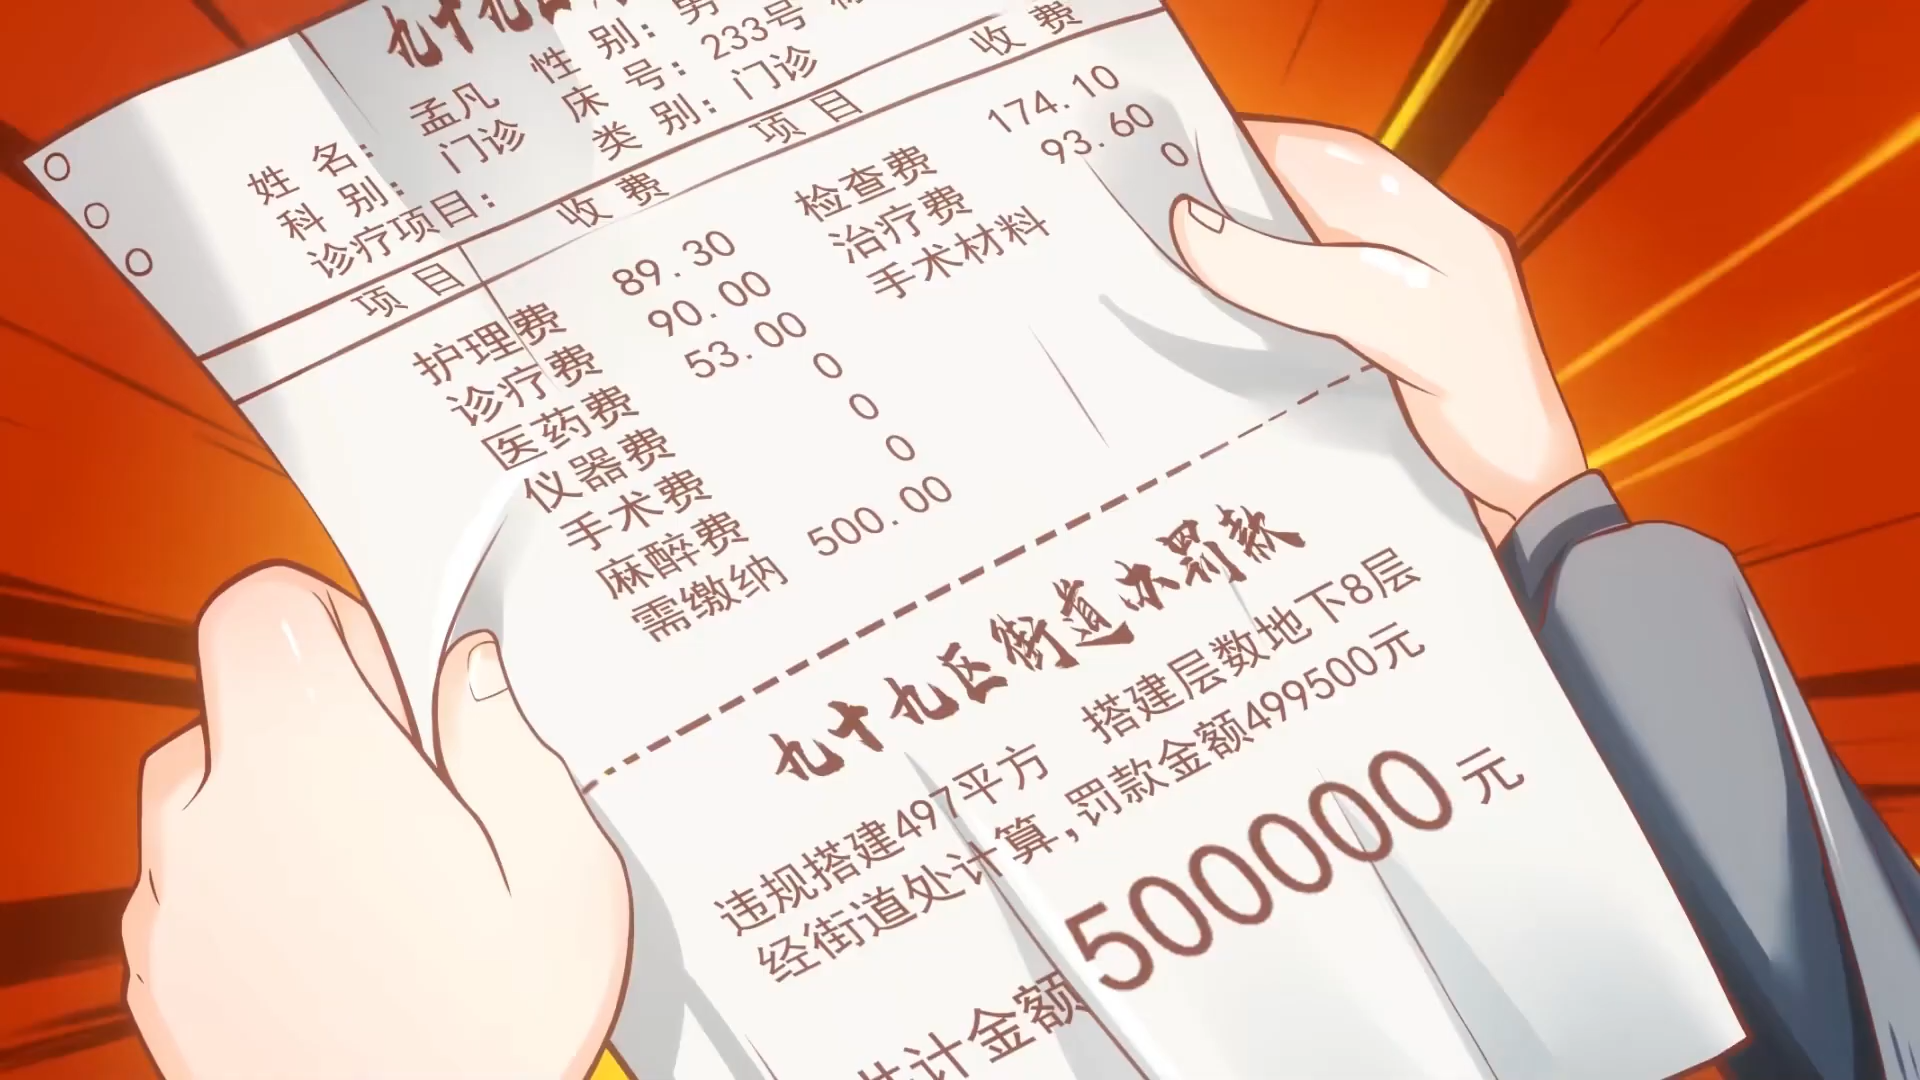 九十九区
姓 名: 孟凡 性 别: 男
科 别: 门诊 床 号: 233号
诊疗项目: 类 别: 门诊
项 目 收 费 项 目 收 费
护理费 89.30 检查费 174.10
诊疗费 90.00 治疗费 93.60
医药费 53.00 手术材料 0
仪器费 0
手术费 0
麻醉费 0
需缴纳 500.00
九十九区街道办罚款
违规搭建497平方 搭建层数地下8层
经街道处计算,罚款金额499500元
共计金额 500000 元